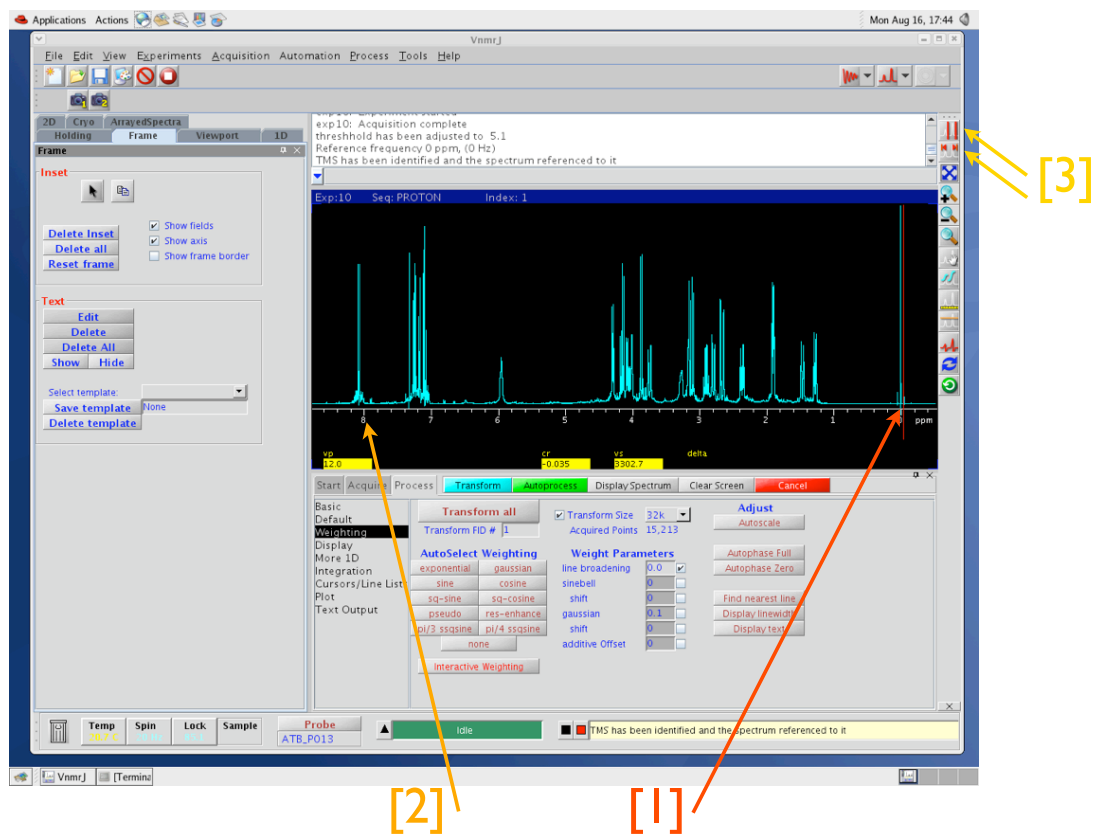 Applications Actions Mon Aug 16, 17:44
VnmrJ
File Edit View Experiments Acquisition Automation Process Tools Help
1 2
2D Cryo ArrayedSpectra
Holding Frame Viewport 1D
Frame
exp10: Experiment started
exp10: Acquisition complete
threshhold has been adjusted to 5.1
Reference frequency 0 ppm, (0 Hz)
TMS has been identified and the spectrum referenced to it
[3]
Inset
Show fields
Delete Inset
Show axis
Delete all
Show frame border
Reset frame
Exp:10 Seq: PROTON Index: 1
Text
Edit
Delete
Delete All
Show Hide
Select template:
Save template None
Delete template
8 7 6 5 4 3 2 1 0 ppm
vp cr vs delta
12.0 -0.035 3302.7
Start Acquire Process Transform Autoprocess Display Spectrum Clear Screen Cancel
Basic
Default
Weighting
Display
More 1D
Integration
Cursors/Line Lists
Plot
Text Output
Transform all
Transform FID # 1
Transform Size 32k
Acquired Points 15,213
AutoSelect Weighting
exponential gaussian
sine cosine
sq-sine sq-cosine
pseudo res-enhance
pi/3 ssqsine pi/4 ssqsine
none
Interactive Weighting
Weight Parameters
line broadening 0.0
sinebell 0
shift 0
gaussian 0.1
shift 0
additive Offset 0
Adjust
Autoscale
Autophase Full
Autophase Zero
Find nearest line
Display linewidth
Display text
Temp Spin Lock Sample
Probe
ATB_P013
Idle
TMS has been identified and the spectrum referenced to it
VnmrJ [Termina
[2] [1]